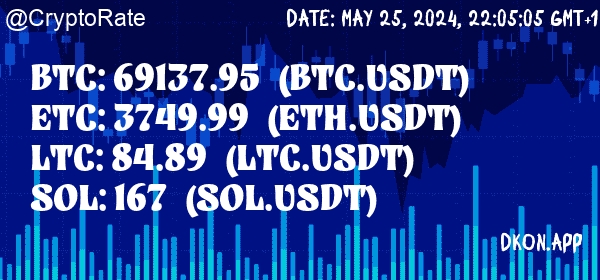 @CryptoRate
DATE: MAY 25, 2024, 22:05:05 GMT+1
BTC: 69137.95 (BTC.USDT)
ETC: 3749.99 (ETH.USDT)
LTC: 84.89 (LTC.USDT)
SOL: 167 (SOL.USDT)
DKON.APP